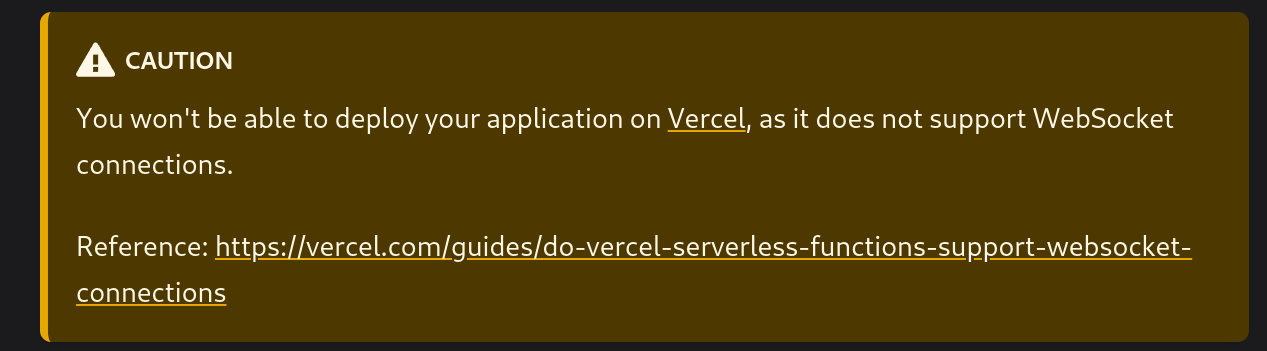 CAUTION
You won't be able to deploy your application on Vercel, as it does not support WebSocket
connections.
Reference: https://vercel.com/guides/do-vercel-serverless-functions-support-websocket-
connections